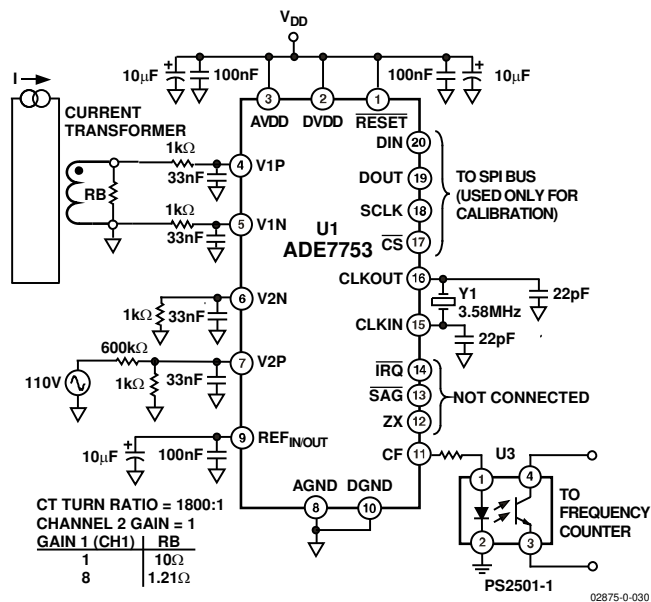 VDD
10µF
100nF
100nF
10µF
I
CURRENT
TRANSFORMER
3
2
1
AVDD
DVDD
RESET
DIN
20
DOUT
19
SCLK
18
CS
17
TO SPI BUS
(USED ONLY FOR
CALIBRATION)
U1
ADE7753
1kΩ
33nF
4
V1P
RB
1kΩ
33nF
5
V1N
CLKOUT
16
Y1
3.58MHz
22pF
CLKIN
15
22pF
6
V2N
1kΩ
33nF
600kΩ
7
V2P
110V
1kΩ
33nF
IRQ
14
SAG
13
ZX
12
NOT CONNECTED
9
REFIN/OUT
10µF
100nF
CF
11
U3
1
4
2
3
TO
FREQUENCY
COUNTER
PS2501-1
AGND
DGND
8
10
CT TURN RATIO = 1800:1
CHANNEL 2 GAIN = 1
GAIN 1 (CH1) RB
1 10Ω
8 1.21Ω
02875-0-030